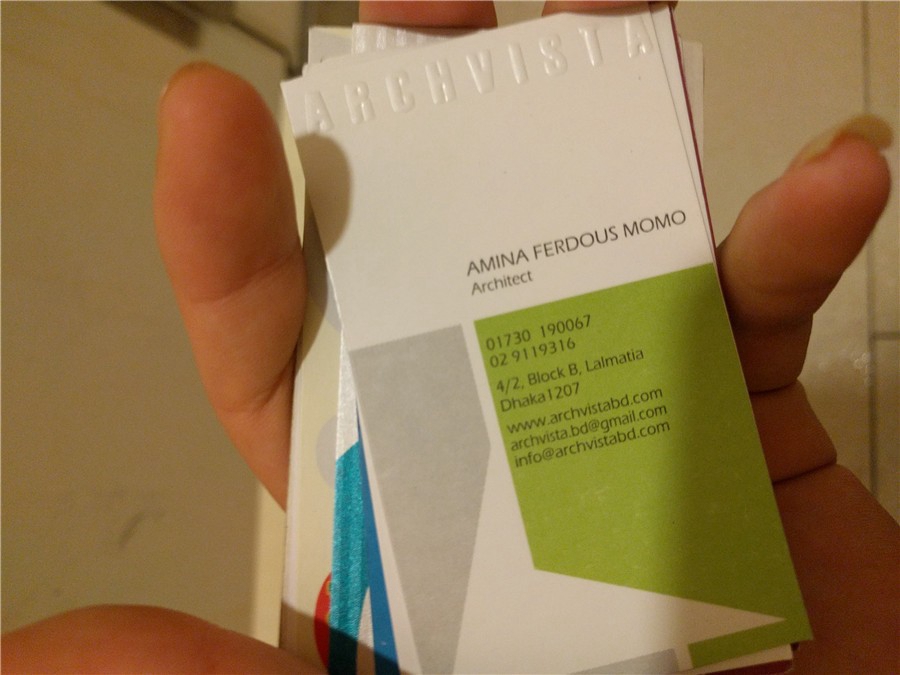 ARCHVISTA
AMINA FERDOUS MOMO
Architect
01730 190067
02 9119316
4/2, Block B, Lalmatia
Dhaka1207
www.archvistabd.com
archvista.bd@gmail.com
info@archvistabd.com